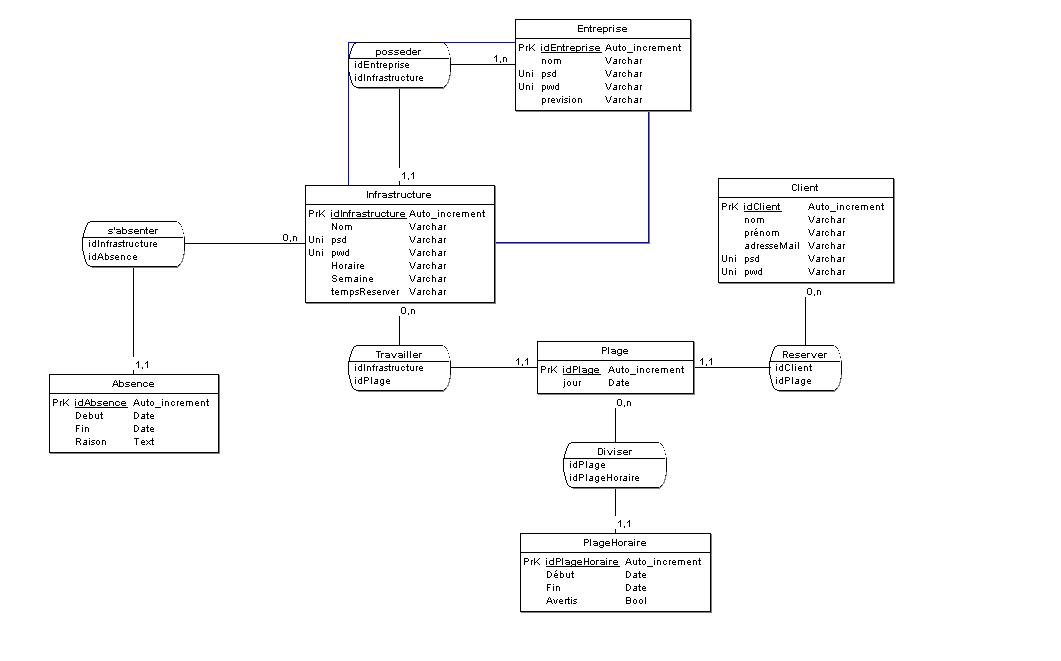 Entreprise
PrK idEntreprise Auto_increment
nom Varchar
Uni psd Varchar
Uni pwd Varchar
prevision Varchar
posseder
idEntreprise
idInfrastructure
1,n
1,1
Infrastructure
PrK idInfrastructure Auto_increment
Nom Varchar
Uni psd Varchar
Uni pwd Varchar
Horaire Varchar
Semaine Varchar
tempsReserver Varchar
Client
PrK idClient Auto_increment
nom Varchar
prénom Varchar
adresseMail Varchar
Uni psd Varchar
Uni pwd Varchar
s'absenter
idInfrastructure
idAbsence
0,n
1,1
Absence
PrK idAbsence Auto_increment
Debut Date
Fin Date
Raison Text
0,n
Travailler
idInfrastructure
idPlage
1,1
Plage
PrK idPlage Auto_increment
jour Date
1,1
0,n
Reserver
idClient
idPlage
0,n
Diviser
idPlage
idPlageHoraire
1,1
PlageHoraire
PrK idPlageHoraire Auto_increment
Début Date
Fin Date
Avertis Bool